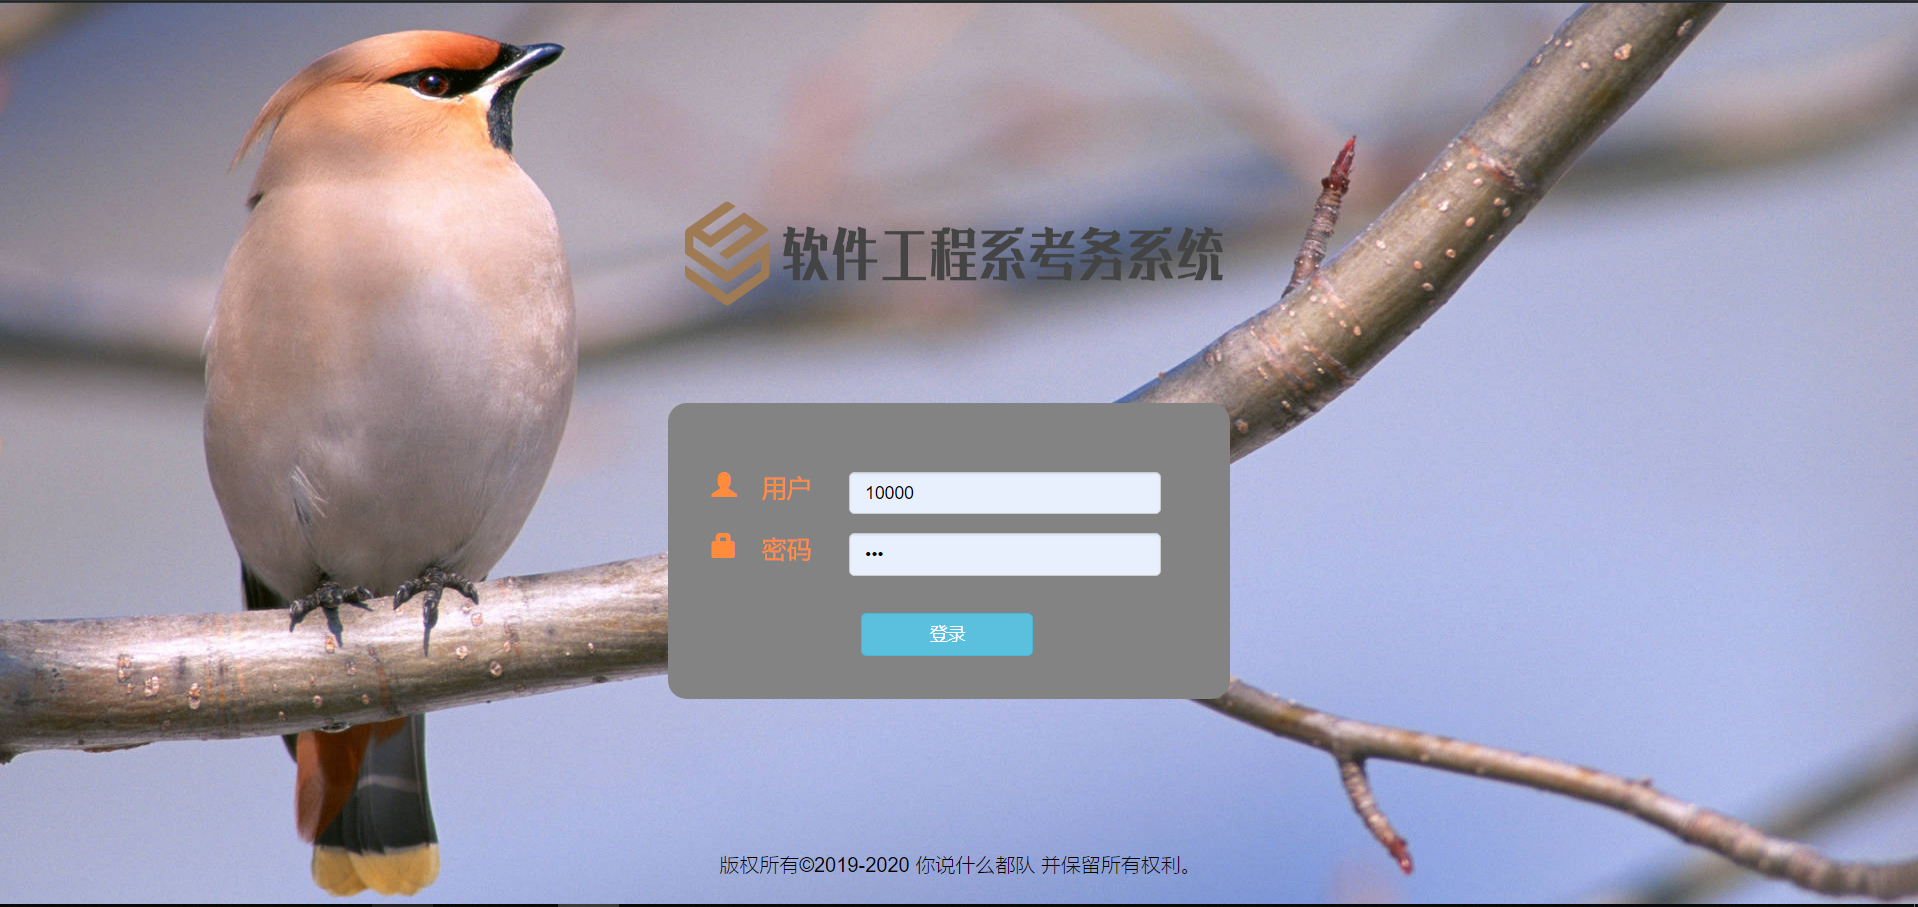 软件工程系考务系统
用户 10000
密码 •••
登录
版权所有©2019-2020 你说什么都队 并保留所有权利。